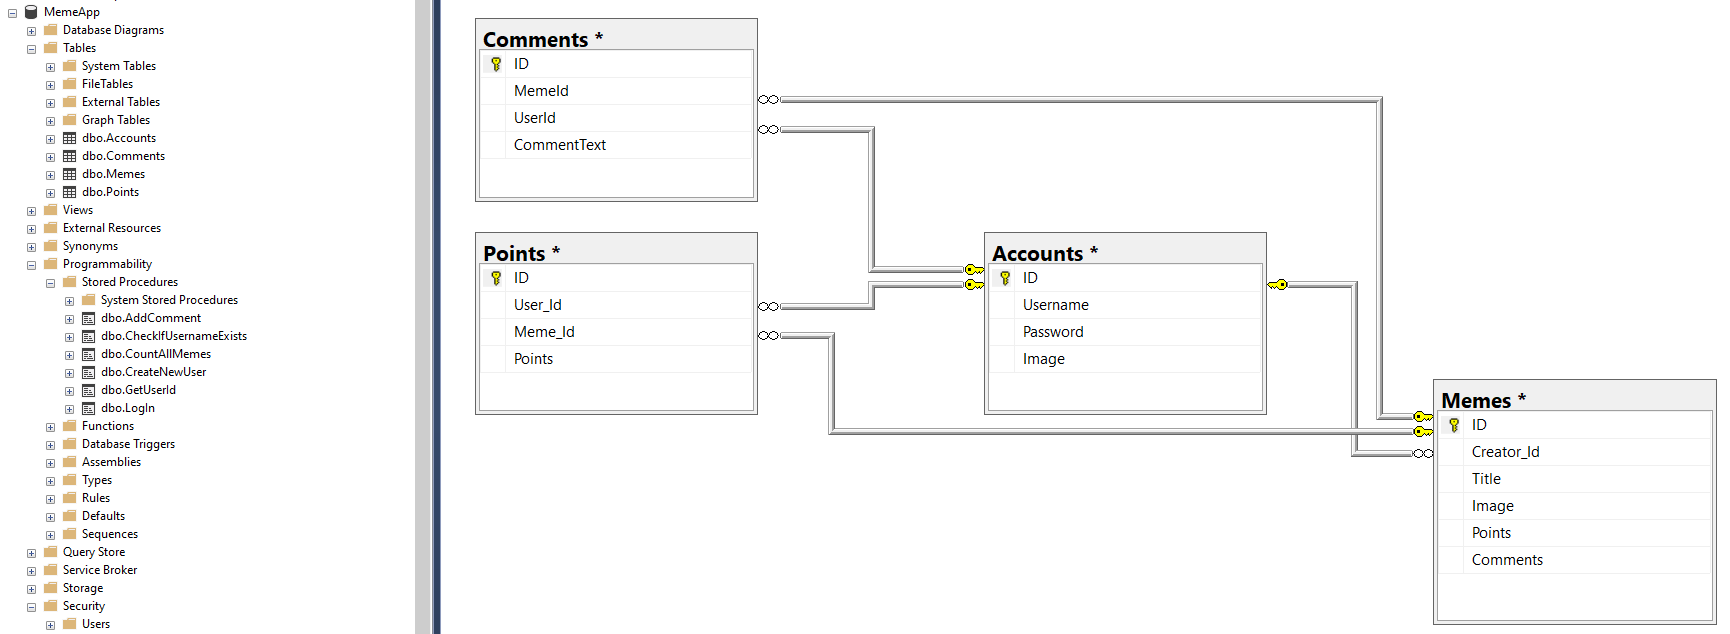 MemeApp
Database Diagrams
Tables
System Tables
FileTables
External Tables
Graph Tables
dbo.Accounts
dbo.Comments
dbo.Memes
dbo.Points
Views
External Resources
Synonyms
Programmability
Stored Procedures
System Stored Procedures
dbo.AddComment
dbo.CheckIfUsernameExists
dbo.CountAllMemes
dbo.CreateNewUser
dbo.GetUserId
dbo.LogIn
Functions
Database Triggers
Assemblies
Types
Rules
Defaults
Sequences
Query Store
Service Broker
Storage
Security
Users
Comments *
ID
MemeId
UserId
CommentText
Points *
ID
User_Id
Meme_Id
Points
Accounts *
ID
Username
Password
Image
Memes *
ID
Creator_Id
Title
Image
Points
Comments